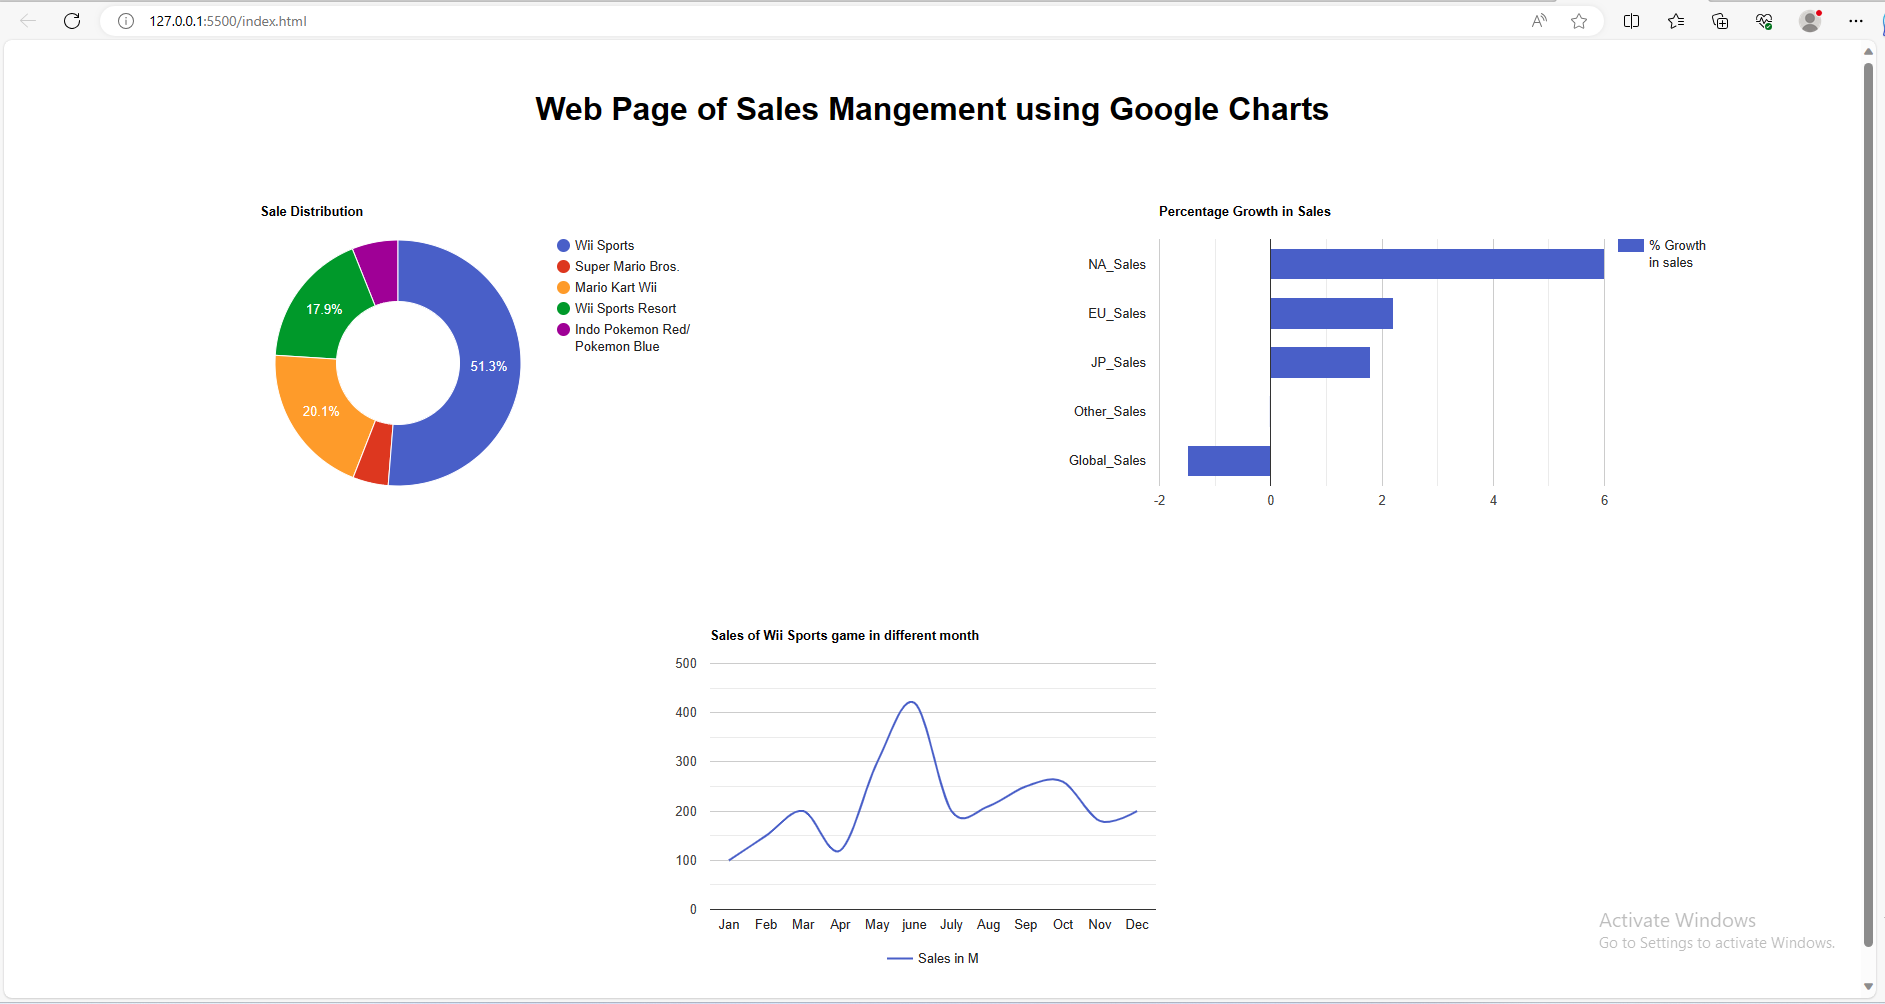 127.0.0.1:5500/index.html
Web Page of Sales Mangement using Google Charts
Sale Distribution
Wii Sports
Super Mario Bros.
Mario Kart Wii
Wii Sports Resort
Indo Pokemon Red/
Pokemon Blue
17.9%
51.3%
20.1%
Percentage Growth in Sales
% Growth
in sales
NA_Sales
EU_Sales
JP_Sales
Other_Sales
Global_Sales
-2 0 2 4 6
Sales of Wii Sports game in different month
500
400
300
200
100
0
Jan Feb Mar Apr May june July Aug Sep Oct Nov Dec
Sales in M
Activate Windows
Go to Settings to activate Windows.